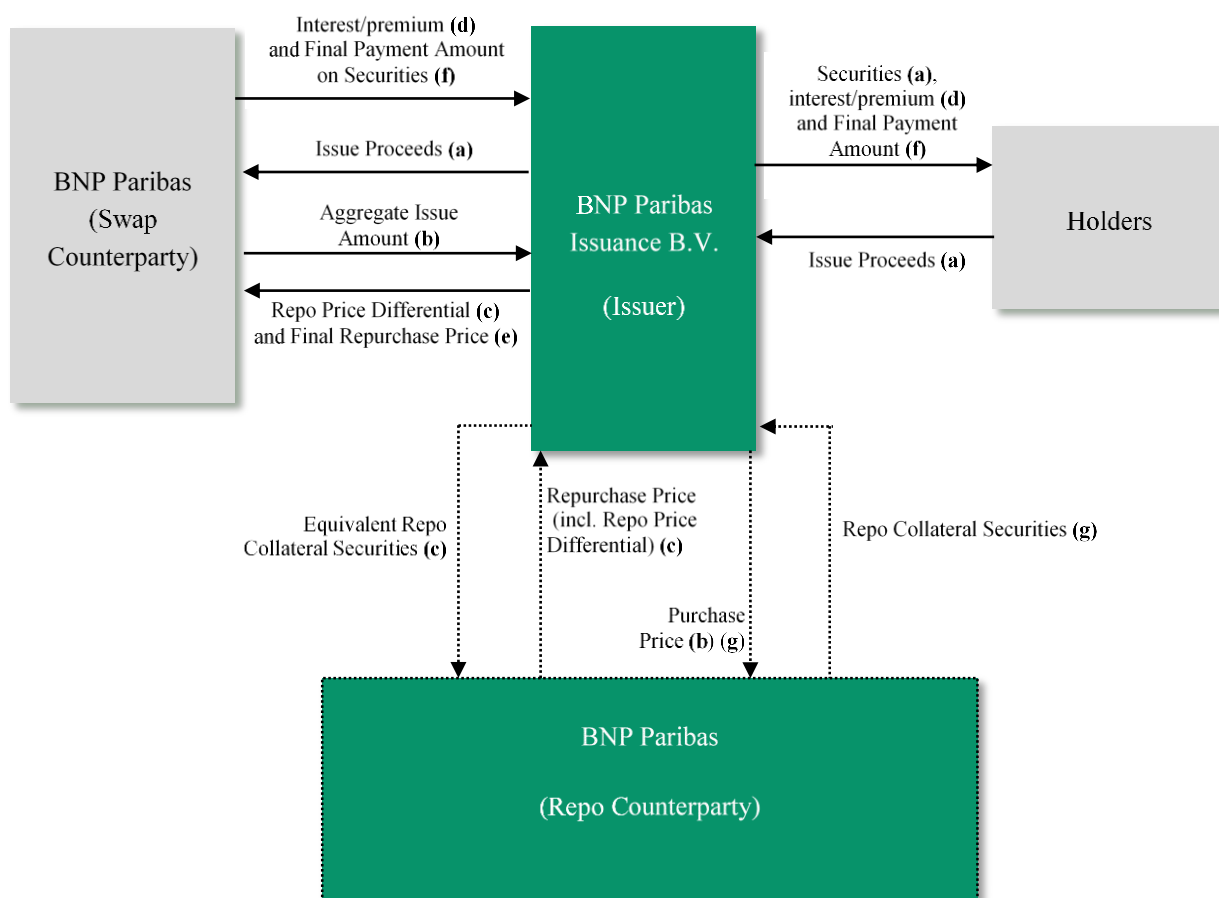 Interest/premium (d)
and Final Payment Amount
on Securities (f)
Issue Proceeds (a)
Aggregate Issue
Amount (b)
Repo Price Differential (c)
and Final Repurchase Price (e)
BNP Paribas
(Swap
Counterparty)
BNP Paribas
Issuance B.V.
(Issuer)
Securities (a),
interest/premium (d)
and Final Payment
Amount (f)
Issue Proceeds (a)
Holders
Equivalent Repo
Collateral Securities (c)
Repurchase Price
(incl. Repo Price
Differential) (c)
Purchase
Price (b) (g)
Repo Collateral Securities (g)
BNP Paribas
(Repo Counterparty)